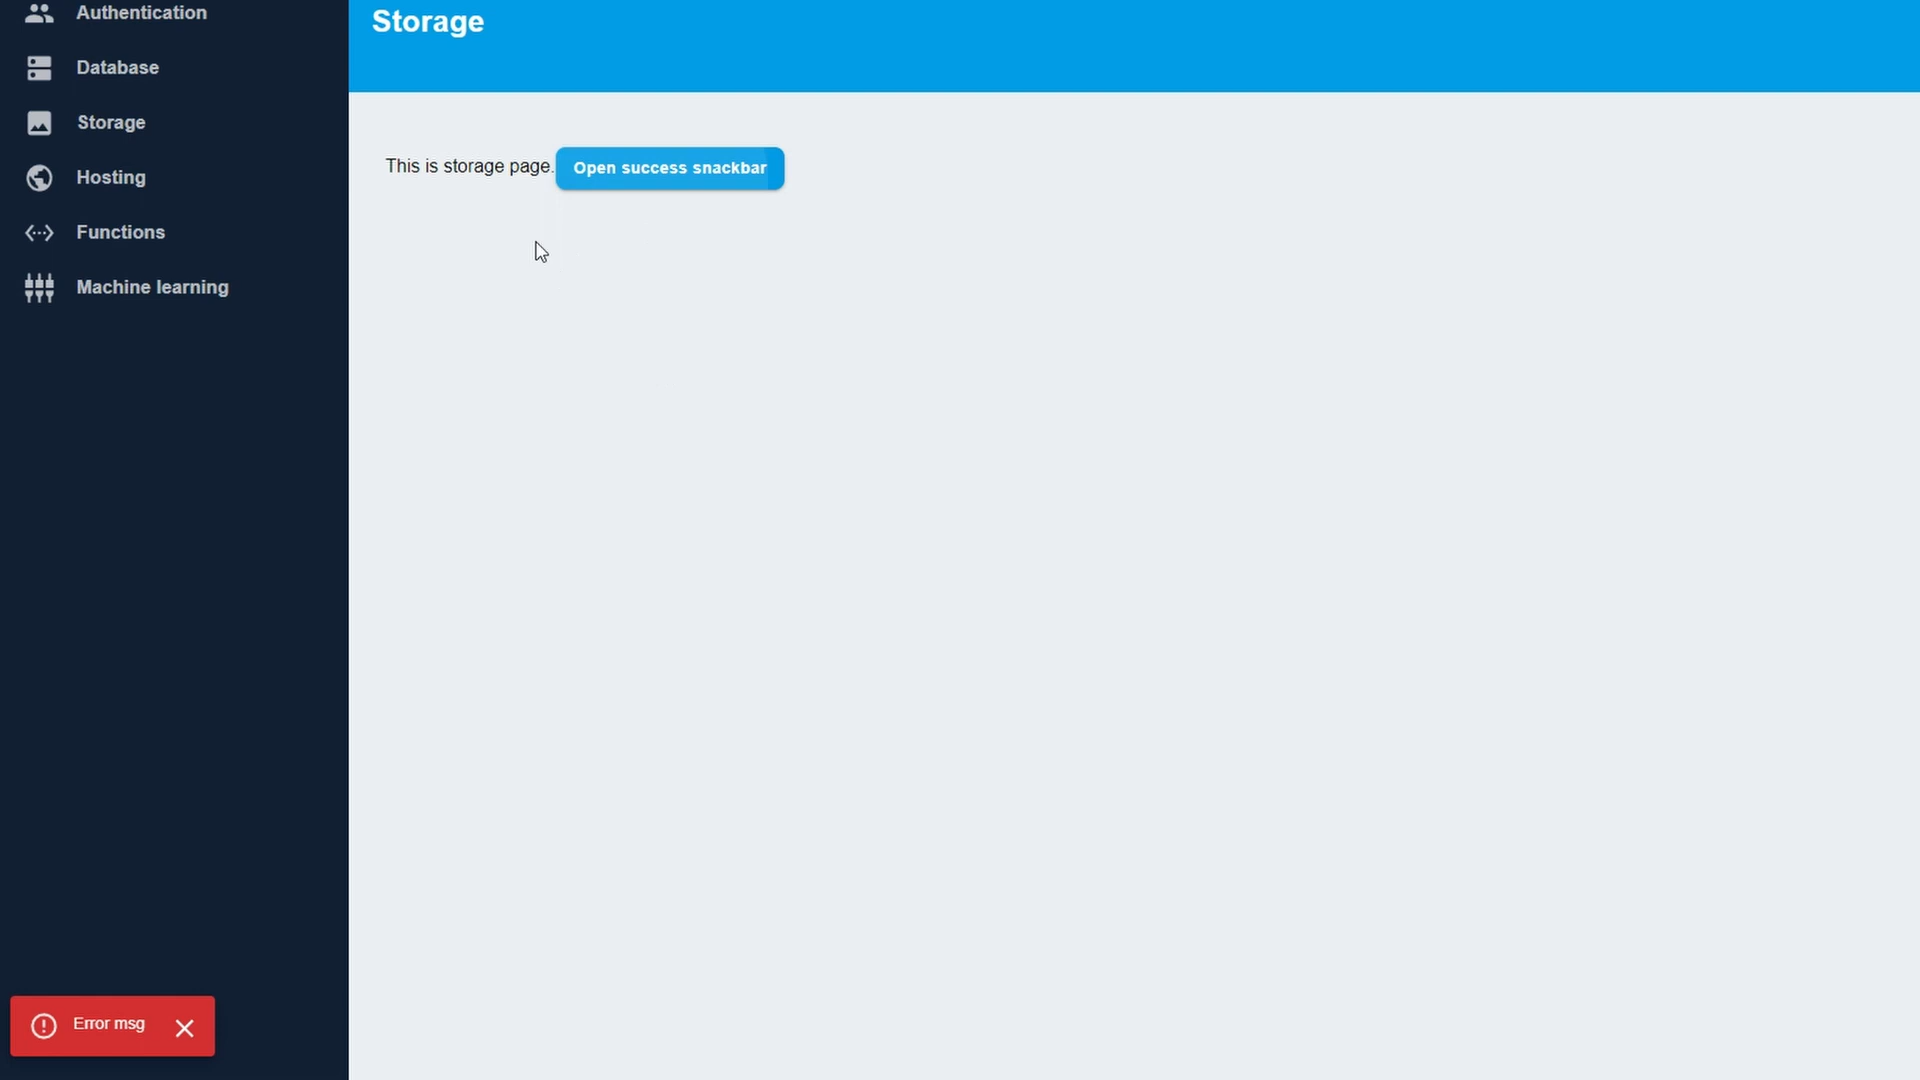 Authentication
Database
Storage
Hosting
Functions
Machine learning
Storage
This is storage page.
Open success snackbar
Error msg